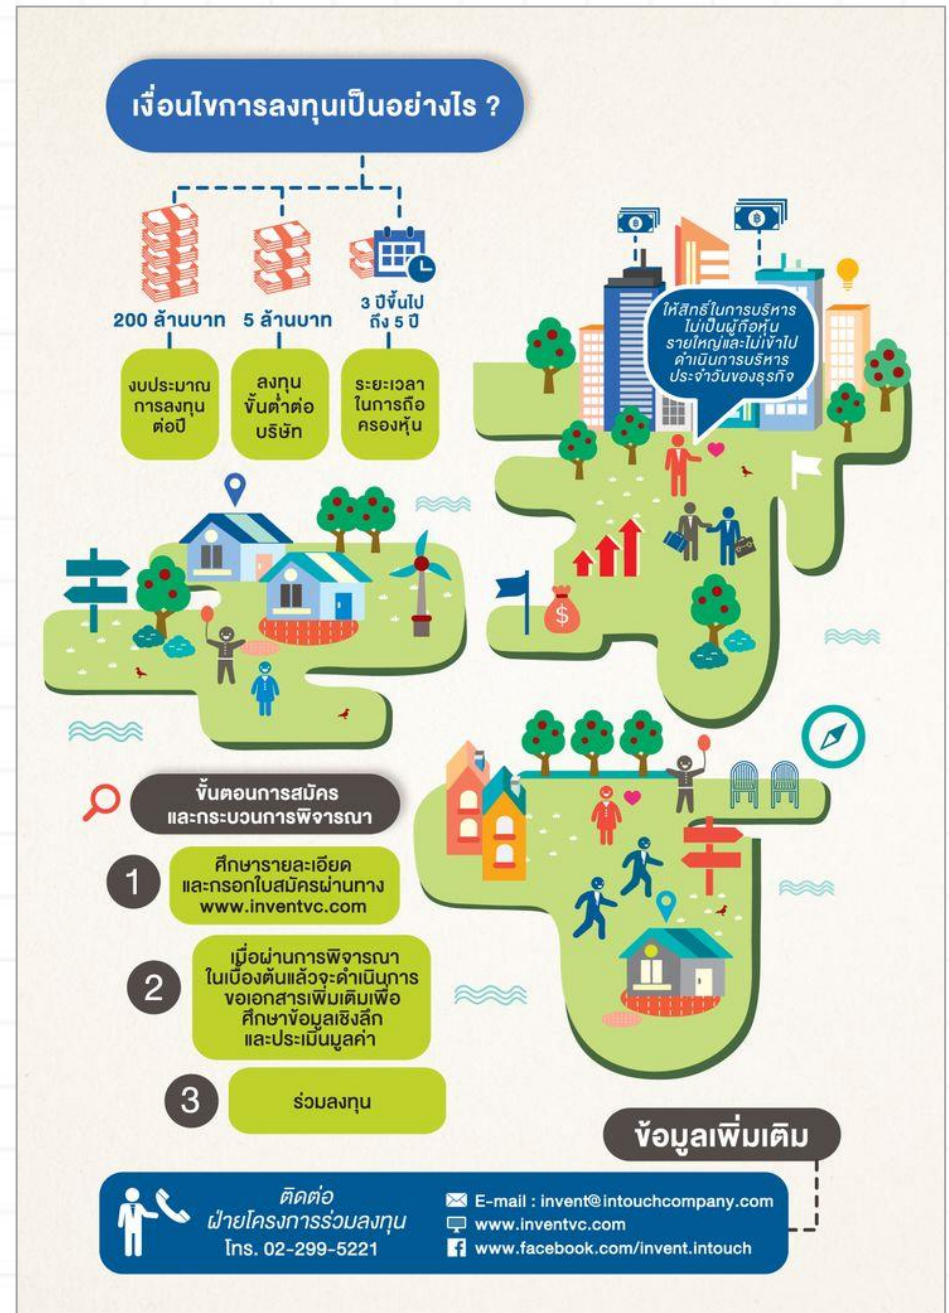 เงื่อนไขการลงทุนเป็นอย่างไร ?
200 ล้านบาท
5 ล้านบาท
3 ปีขึ้นไป
ถึง 5 ปี
งบประมาณ
การลงทุน
ต่อปี
ลงทุน
ขั้นต่ำต่อ
บริษัท
ระยะเวลา
ในการถือ
ครองหุ้น
ให้สิทธิ์ในการบริหาร
ไม่เป็นผู้ถือหุ้น
รายใหญ่และไม่เข้าไป
ดำเนินการบริหาร
ประจำวันของธุรกิจ
ขั้นตอนการสมัคร
และกระบวนการพิจารณา
1
ศึกษารายละเอียด
และกรอกใบสมัครผ่านทาง
www.inventvc.com
2
เมื่อผ่านการพิจารณา
ในเบื้องต้นแล้วจะดำเนินการ
ขอเอกสารเพิ่มเติมเพื่อ
ศึกษาข้อมูลเชิงลึก
และประเมินมูลค่า
3
ร่วมลงทุน
ข้อมูลเพิ่มเติม
ติดต่อ
ฝ่ายโครงการร่วมลงทุน
โทร. 02-299-5221
E-mail : invent@intouchcompany.com
www.inventvc.com
www.facebook.com/invent.intouch